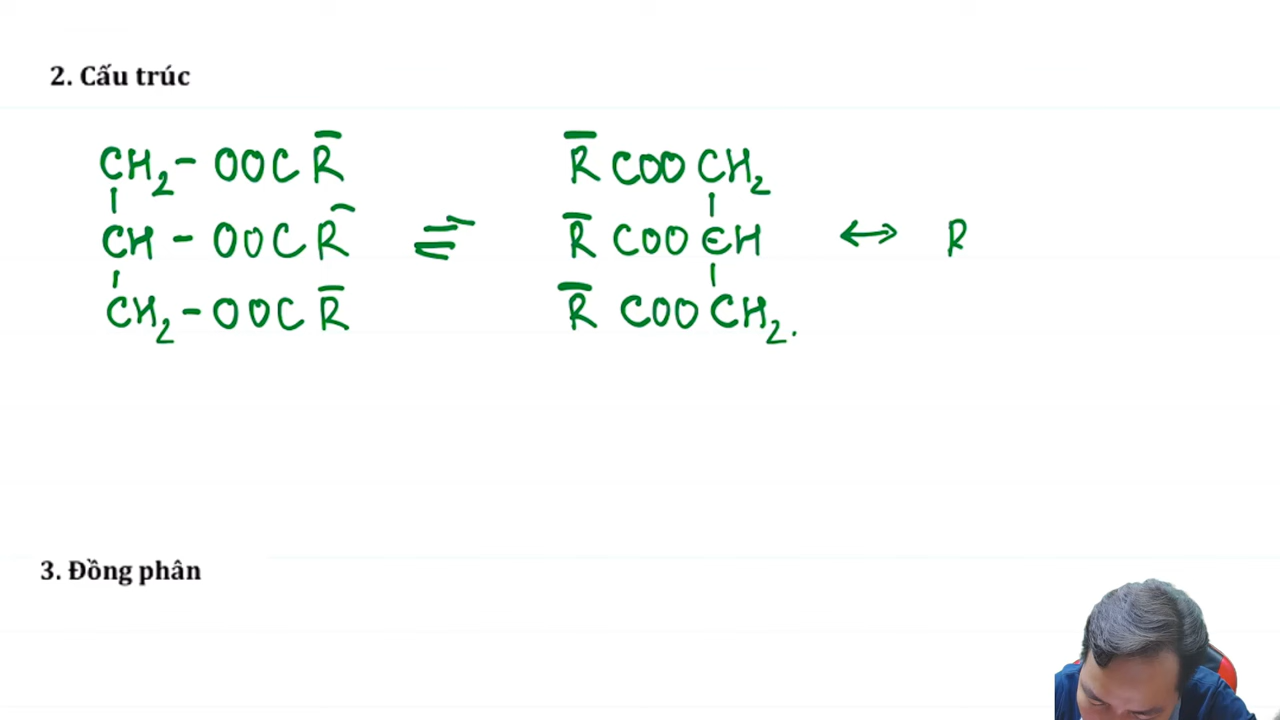 2. Cấu trúc
CH₂ - OOC R̅        R̅ COO CH₂
|        |
CH - OOC R̅  =  R̅ COO CH  ↔  R
|        |
CH₂ - OOC R̅        R̅ COO CH₂.
3. Đồng phân